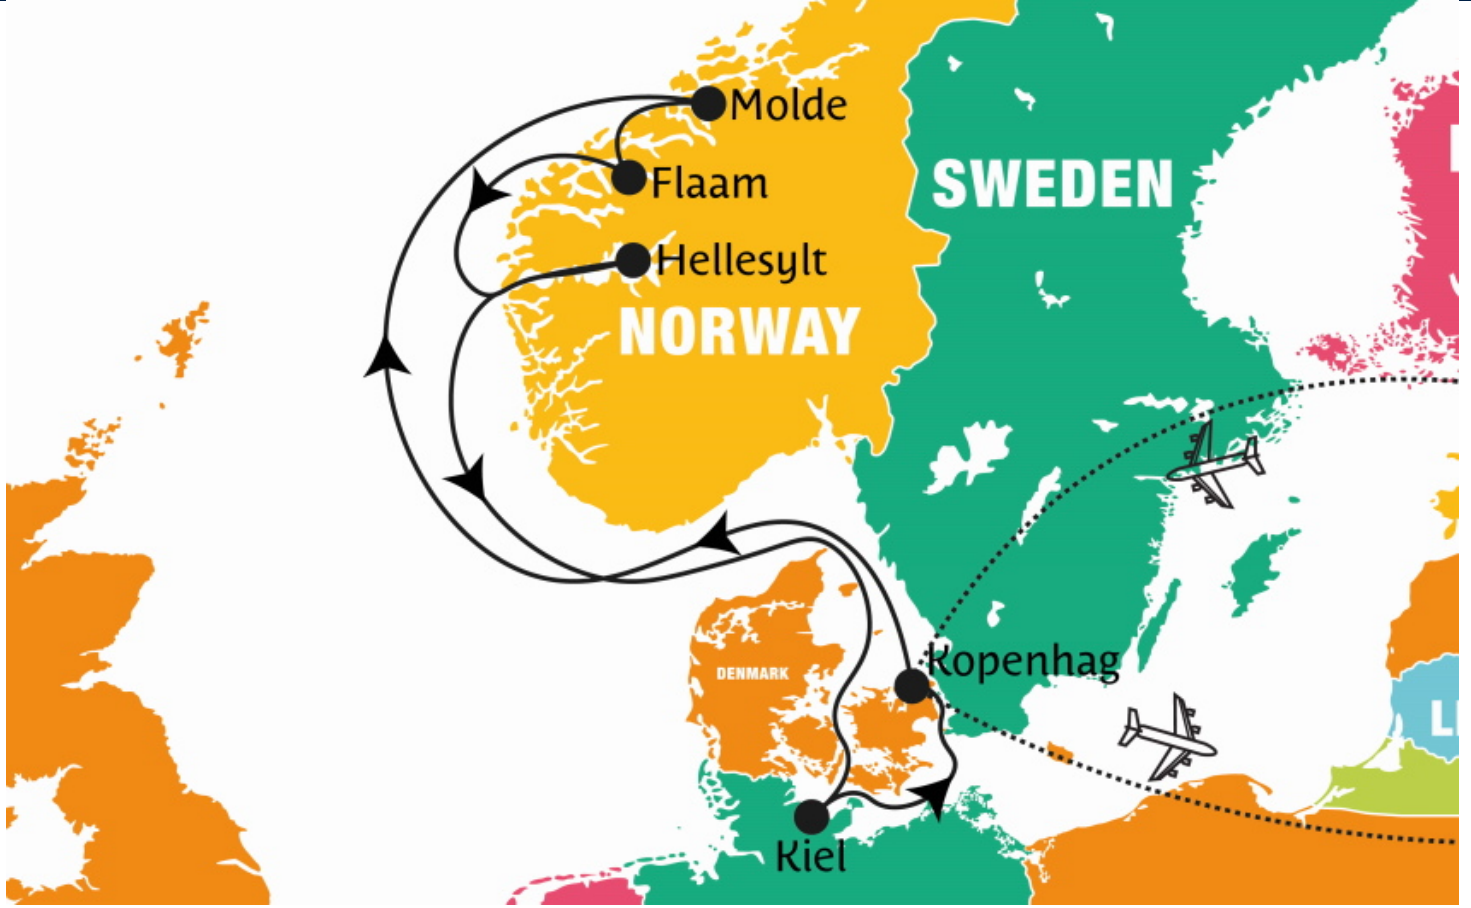 Molde
Flaam
SWEDEN
Hellesylt
NORWAY
Kopenhag
DENMARK
Kiel